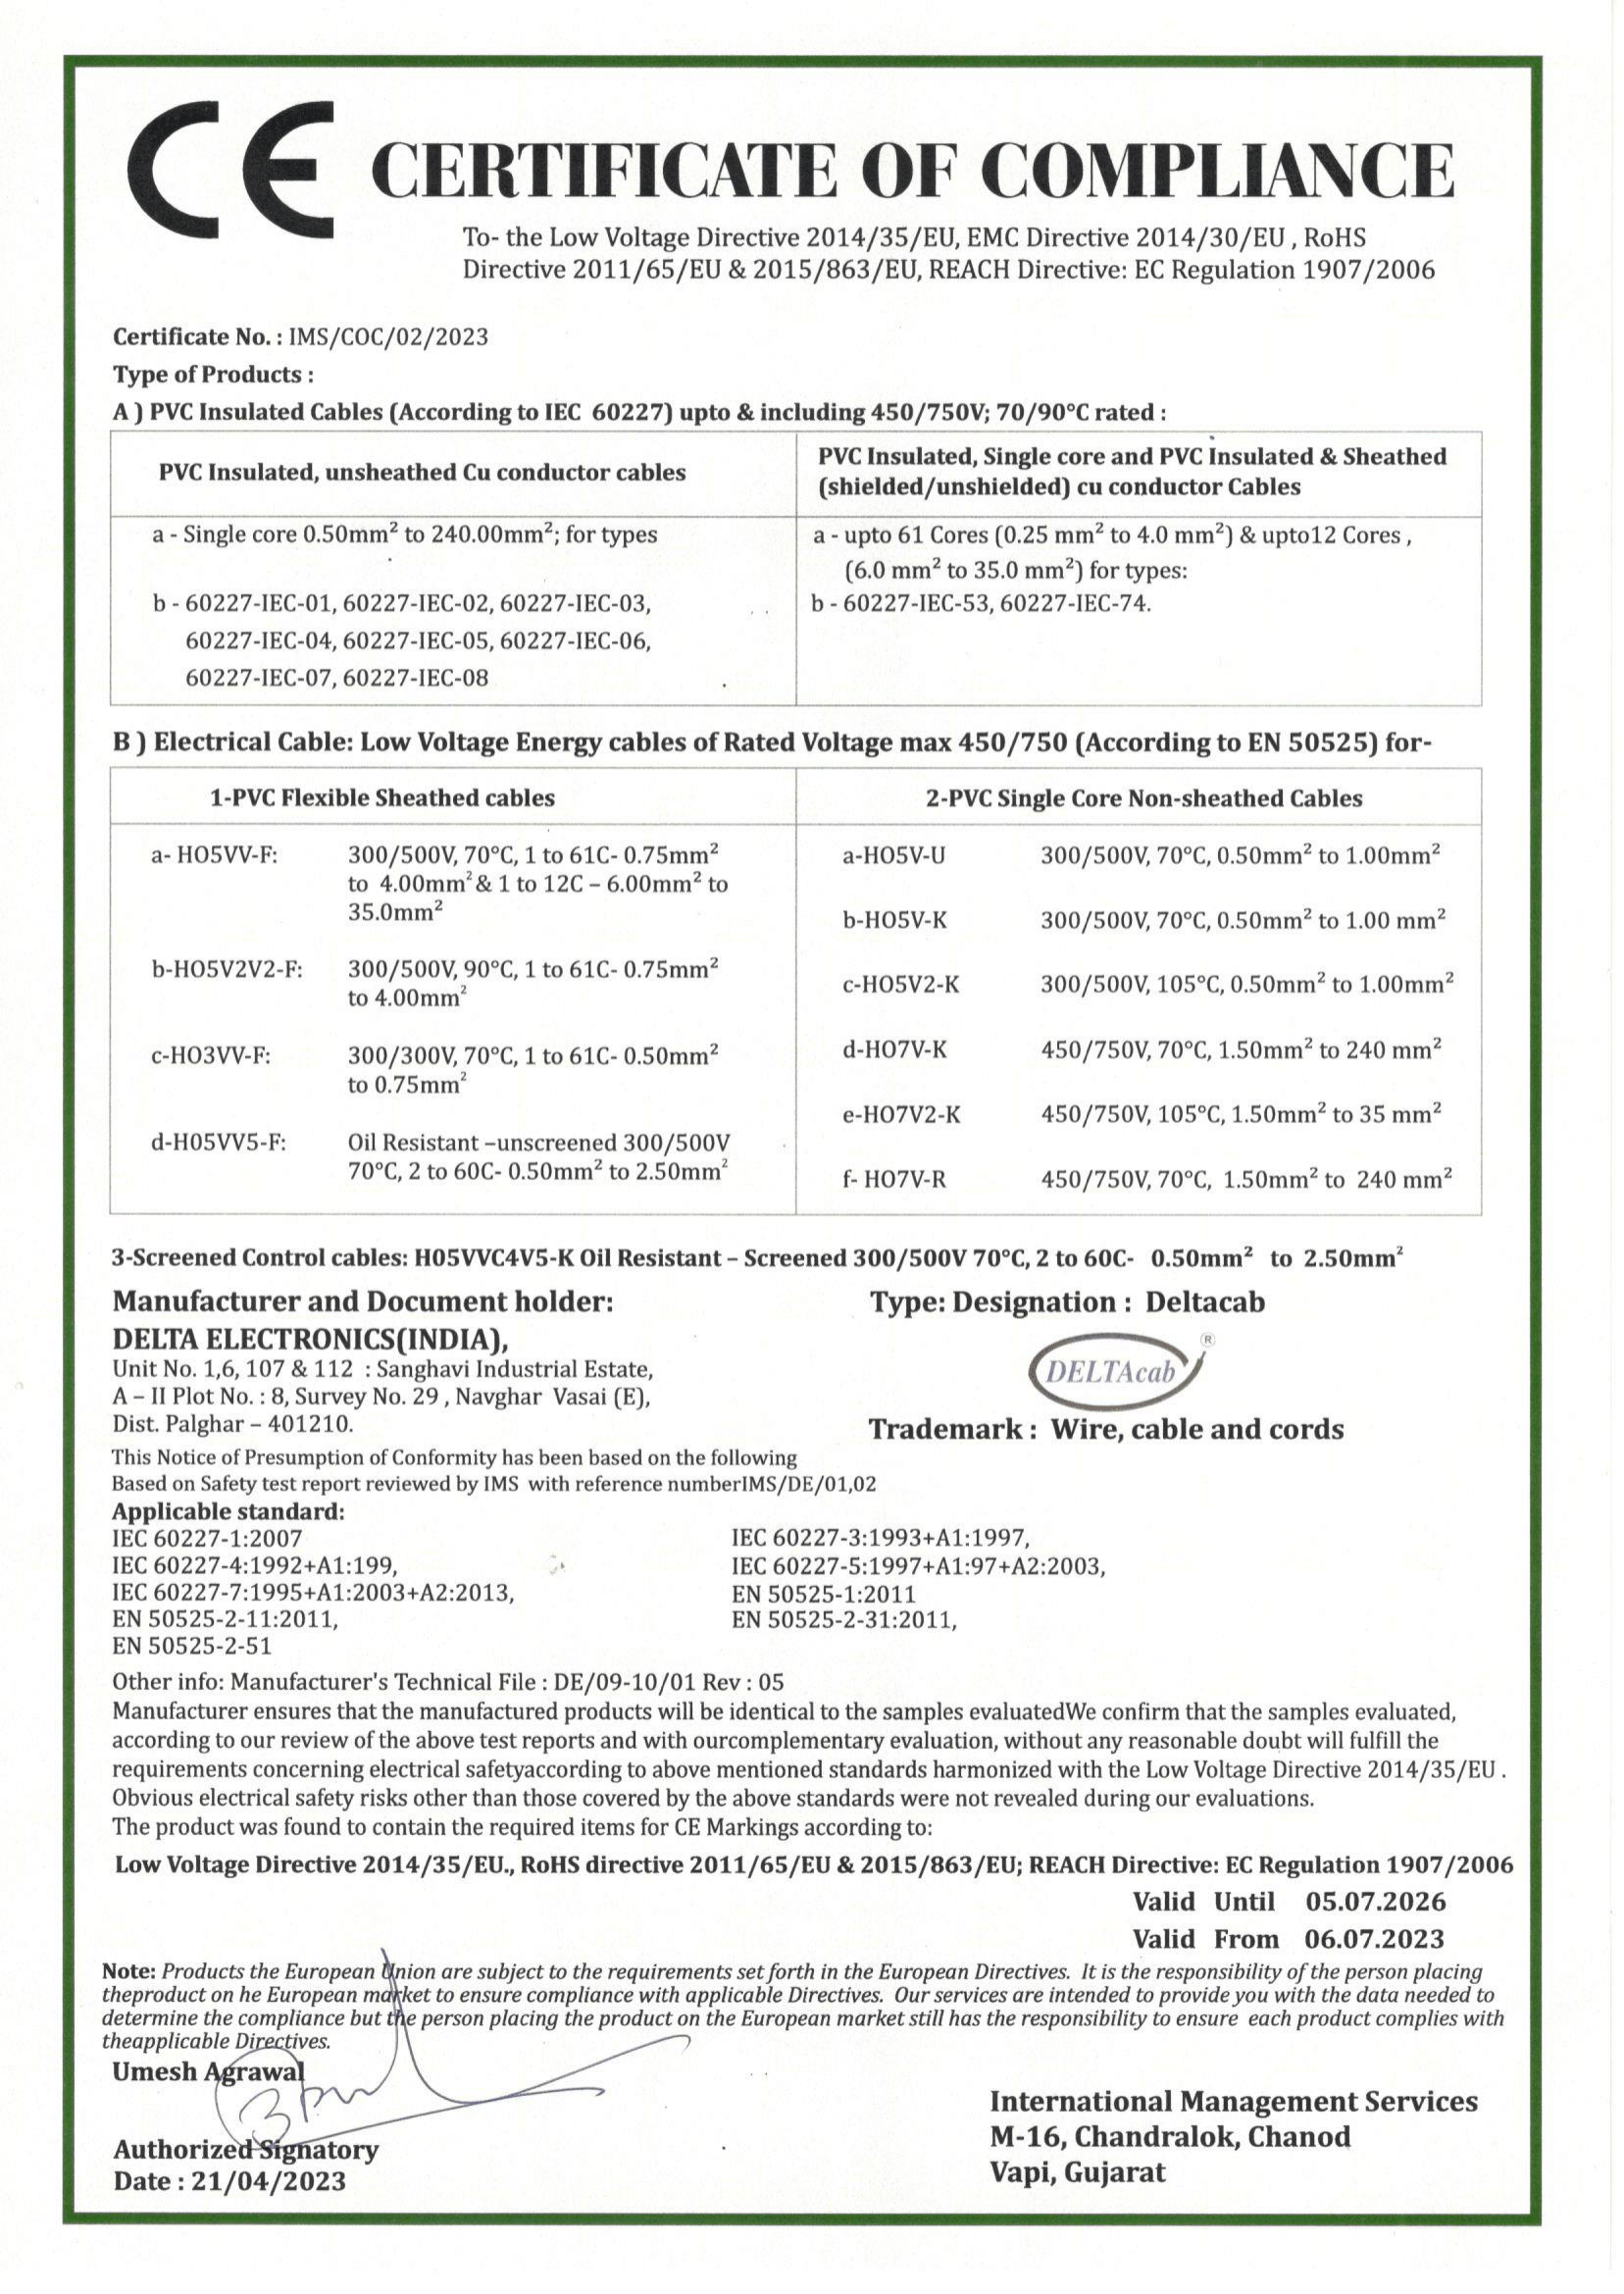 CE CERTIFICATE OF COMPLIANCE
To- the Low Voltage Directive 2014/35/EU, EMC Directive 2014/30/EU , RoHS
Directive 2011/65/EU & 2015/863/EU, REACH Directive: EC Regulation 1907/2006
Certificate No. : IMS/COC/02/2023
Type of Products :
A ) PVC Insulated Cables (According to IEC 60227) upto & including 450/750V; 70/90°C rated :
PVC Insulated, unsheathed Cu conductor cables
a - Single core 0.50mm² to 240.00mm²; for types
b - 60227-IEC-01, 60227-IEC-02, 60227-IEC-03,
60227-IEC-04, 60227-IEC-05, 60227-IEC-06,
60227-IEC-07, 60227-IEC-08
PVC Insulated, Single core and PVC Insulated & Sheathed
(shielded/unshielded) cu conductor Cables
a - upto 61 Cores (0.25 mm² to 4.0 mm²) & upto12 Cores ,
(6.0 mm² to 35.0 mm²) for types:
b - 60227-IEC-53, 60227-IEC-74.
B ) Electrical Cable: Low Voltage Energy cables of Rated Voltage max 450/750 (According to EN 50525) for-
1-PVC Flexible Sheathed cables
a- HO5VV-F: 300/500V, 70°C, 1 to 61C- 0.75mm²
to 4.00mm² & 1 to 12C – 6.00mm² to
35.0mm²
b-HO5V2V2-F: 300/500V, 90°C, 1 to 61C- 0.75mm²
to 4.00mm²
c-HO3VV-F: 300/300V, 70°C, 1 to 61C- 0.50mm²
to 0.75mm²
d-H05VV5-F: Oil Resistant –unscreened 300/500V
70°C, 2 to 60C- 0.50mm² to 2.50mm²
2-PVC Single Core Non-sheathed Cables
a-HO5V-U 300/500V, 70°C, 0.50mm² to 1.00mm²
b-HO5V-K 300/500V, 70°C, 0.50mm² to 1.00 mm²
c-HO5V2-K 300/500V, 105°C, 0.50mm² to 1.00mm²
d-HO7V-K 450/750V, 70°C, 1.50mm² to 240 mm²
e-HO7V2-K 450/750V, 105°C, 1.50mm² to 35 mm²
f- HO7V-R 450/750V, 70°C, 1.50mm² to 240 mm²
3-Screened Control cables: H05VVC4V5-K Oil Resistant – Screened 300/500V 70°C, 2 to 60C- 0.50mm² to 2.50mm²
Manufacturer and Document holder:
DELTA ELECTRONICS(INDIA),
Unit No. 1,6, 107 & 112 : Sanghavi Industrial Estate,
A – II Plot No. : 8, Survey No. 29 , Navghar Vasai (E),
Dist. Palghar – 401210.
Type: Designation : Deltacab
DELTAcab ®
Trademark : Wire, cable and cords
This Notice of Presumption of Conformity has been based on the following
Based on Safety test report reviewed by IMS with reference numberIMS/DE/01,02
Applicable standard:
IEC 60227-1:2007 IEC 60227-3:1993+A1:1997,
IEC 60227-4:1992+A1:199, IEC 60227-5:1997+A1:97+A2:2003,
IEC 60227-7:1995+A1:2003+A2:2013, EN 50525-1:2011
EN 50525-2-11:2011, EN 50525-2-31:2011,
EN 50525-2-51
Other info: Manufacturer's Technical File : DE/09-10/01 Rev : 05
Manufacturer ensures that the manufactured products will be identical to the samples evaluatedWe confirm that the samples evaluated,
according to our review of the above test reports and with ourcomplementary evaluation, without any reasonable doubt will fulfill the
requirements concerning electrical safetyaccording to above mentioned standards harmonized with the Low Voltage Directive 2014/35/EU .
Obvious electrical safety risks other than those covered by the above standards were not revealed during our evaluations.
The product was found to contain the required items for CE Markings according to:
Low Voltage Directive 2014/35/EU., RoHS directive 2011/65/EU & 2015/863/EU; REACH Directive: EC Regulation 1907/2006
Valid Until 05.07.2026
Valid From 06.07.2023
Note: Products the European Union are subject to the requirements set forth in the European Directives. It is the responsibility of the person placing
theproduct on he European market to ensure compliance with applicable Directives. Our services are intended to provide you with the data needed to
determine the compliance but the person placing the product on the European market still has the responsibility to ensure each product complies with
theapplicable Directives.
Umesh Agrawal
Authorized Signatory
Date : 21/04/2023
International Management Services
M-16, Chandralok, Chanod
Vapi, Gujarat